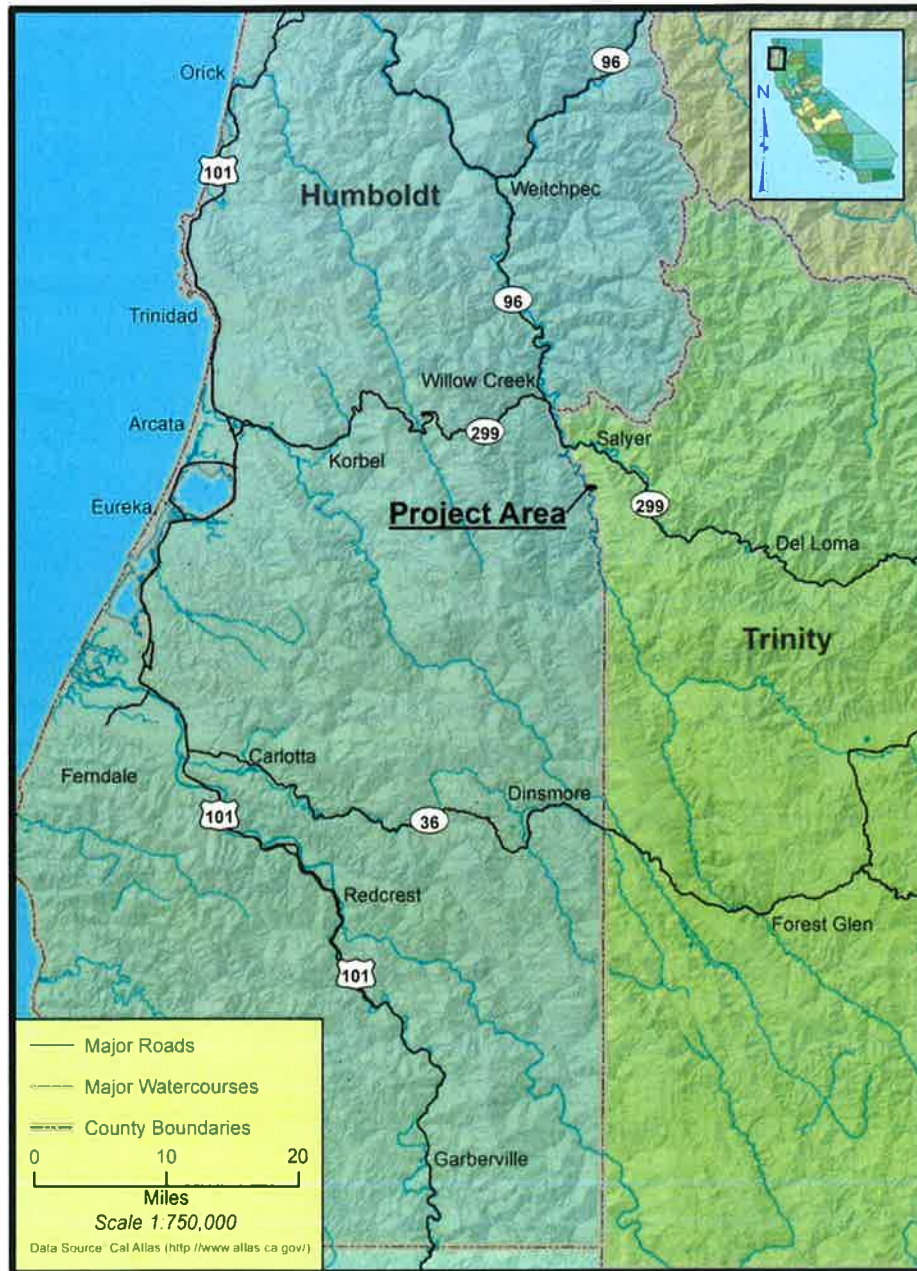 Orick
96
N
101
Weitchpec
Humboldt
96
Trinidad
Willow Creek
Arcata
299
Salyer
Korbel
Eureka
Project Area
299
Del Loma
Trinity
Carlotta
Ferndale
Dinsmore
101
36
Redcrest
Forest Glen
101
Major Roads
Major Watercourses
County Boundaries
0 10 20
Miles
Scale 1:750,000
Data Source: Cal Atlas (http://www.atlas.ca.gov/)
Garberville